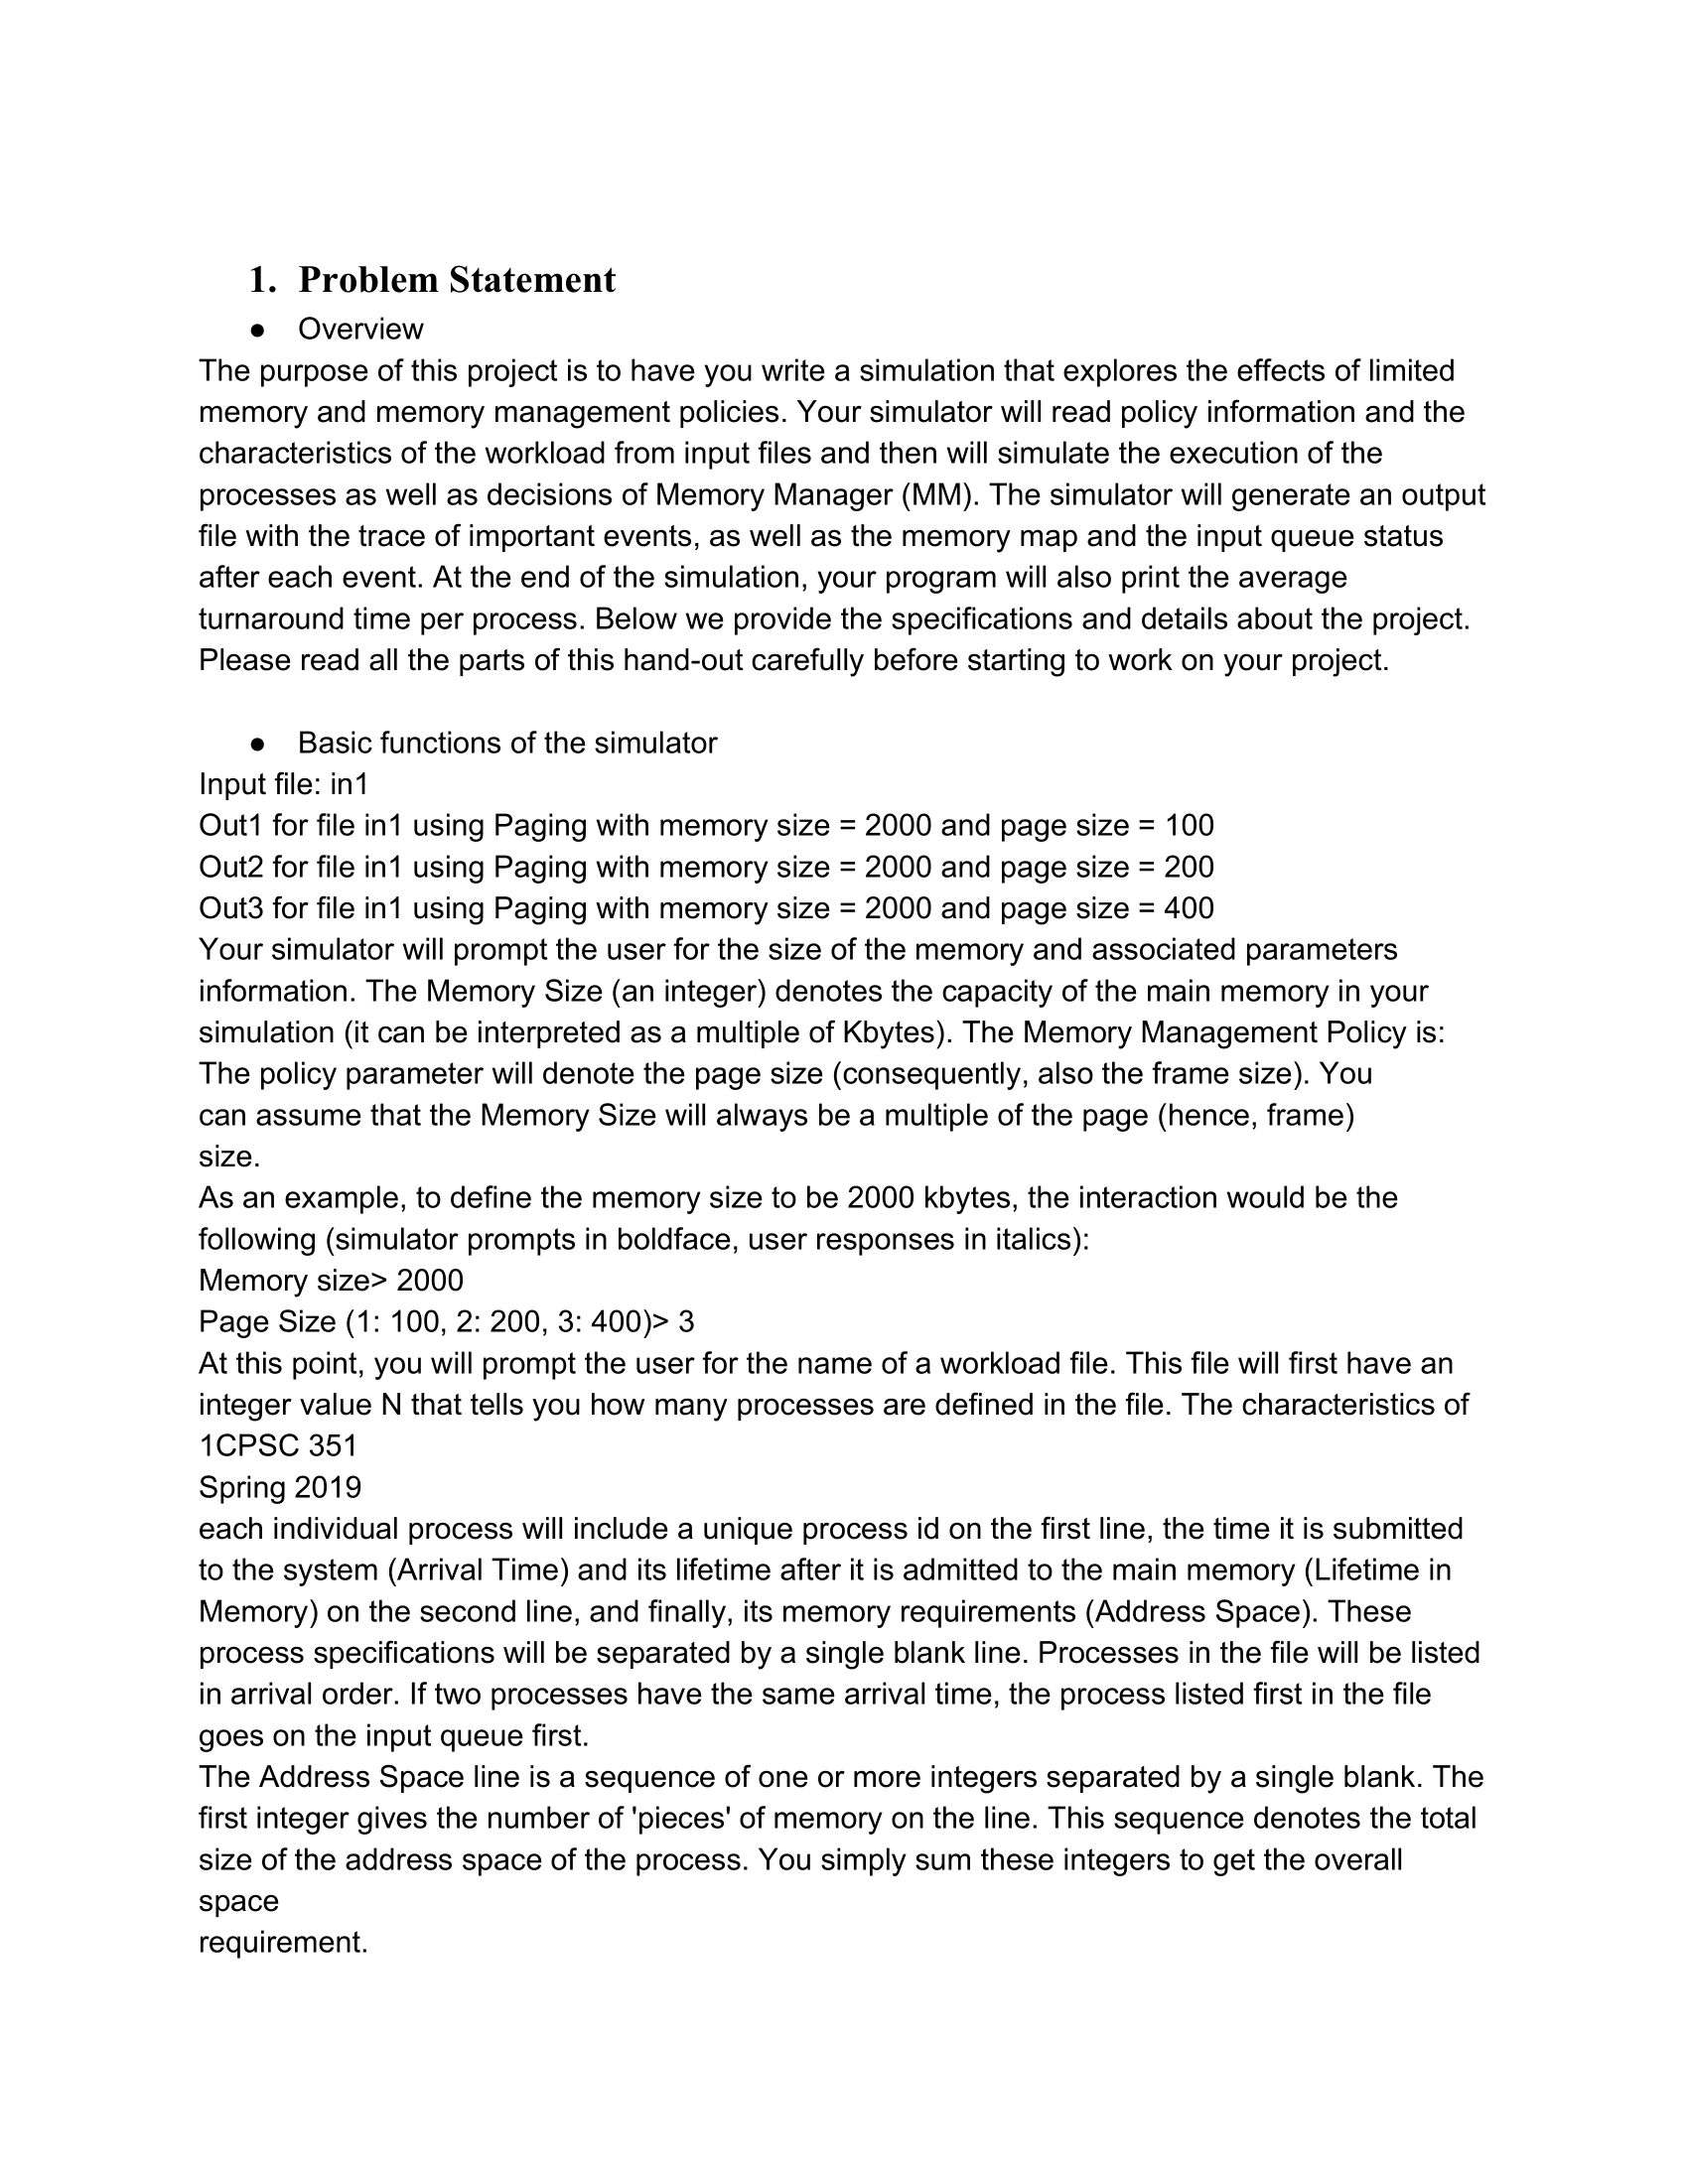 1. Problem Statement
● Overview
The purpose of this project is to have you write a simulation that explores the effects of limited
memory and memory management policies. Your simulator will read policy information and the
characteristics of the workload from input files and then will simulate the execution of the
processes as well as decisions of Memory Manager (MM). The simulator will generate an output
file with the trace of important events, as well as the memory map and the input queue status
after each event. At the end of the simulation, your program will also print the average
turnaround time per process. Below we provide the specifications and details about the project.
Please read all the parts of this hand-out carefully before starting to work on your project.
● Basic functions of the simulator
Input file: in1
Out1 for file in1 using Paging with memory size = 2000 and page size = 100
Out2 for file in1 using Paging with memory size = 2000 and page size = 200
Out3 for file in1 using Paging with memory size = 2000 and page size = 400
Your simulator will prompt the user for the size of the memory and associated parameters
information. The Memory Size (an integer) denotes the capacity of the main memory in your
simulation (it can be interpreted as a multiple of Kbytes). The Memory Management Policy is:
The policy parameter will denote the page size (consequently, also the frame size). You
can assume that the Memory Size will always be a multiple of the page (hence, frame)
size.
As an example, to define the memory size to be 2000 kbytes, the interaction would be the
following (simulator prompts in boldface, user responses in italics):
Memory size> 2000
Page Size (1: 100, 2: 200, 3: 400)> 3
At this point, you will prompt the user for the name of a workload file. This file will first have an
integer value N that tells you how many processes are defined in the file. The characteristics of
1CPSC 351
Spring 2019
each individual process will include a unique process id on the first line, the time it is submitted
to the system (Arrival Time) and its lifetime after it is admitted to the main memory (Lifetime in
Memory) on the second line, and finally, its memory requirements (Address Space). These
process specifications will be separated by a single blank line. Processes in the file will be listed
in arrival order. If two processes have the same arrival time, the process listed first in the file
goes on the input queue first.
The Address Space line is a sequence of one or more integers separated by a single blank. The
first integer gives the number of 'pieces' of memory on the line. This sequence denotes the total
size of the address space of the process. You simply sum these integers to get the overall
space
requirement.